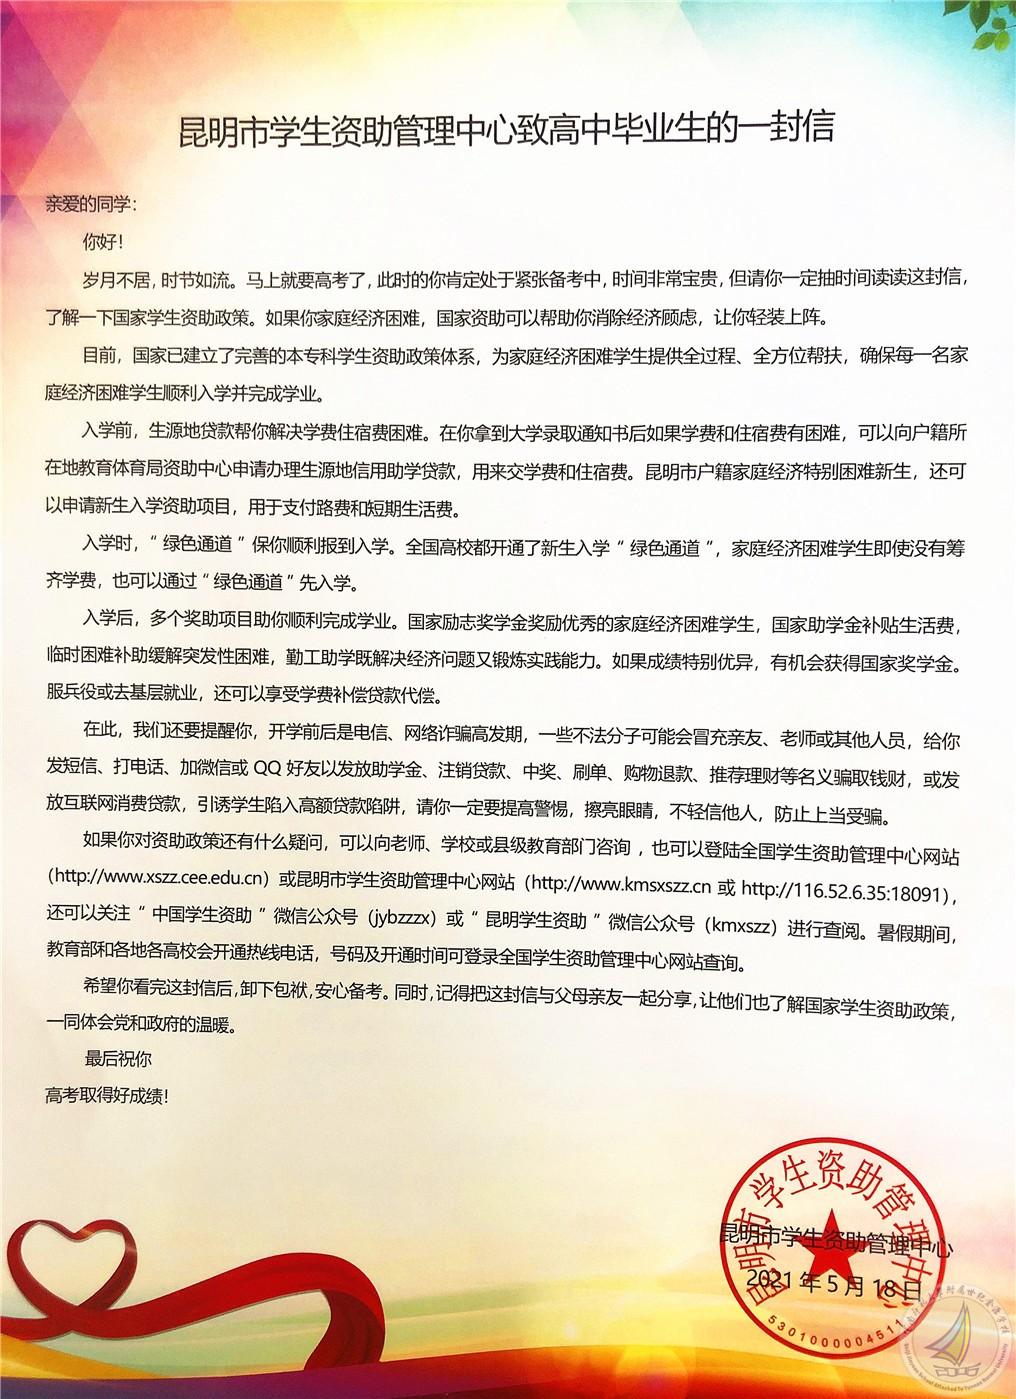 昆明市学生资助管理中心致高中毕业生的一封信
亲爱的同学：
你好！
岁月不居，时节如流。马上就要高考了，此时的你肯定处于紧张备考中，时间非常宝贵，但请你一定抽时间读读这封信，
了解一下国家学生资助政策。如果你家庭经济困难，国家资助可以帮助你消除经济顾虑，让你轻装上阵。
目前，国家已建立了完善的本专科学生资助政策体系，为家庭经济困难学生提供全过程、全方位帮扶，确保每一名家
庭经济困难学生顺利入学并完成学业。
入学前，生源地贷款帮你解决学费住宿费困难。在你拿到大学录取通知书后如果学费和住宿费有困难，可以向户籍所
在地教育体育局资助中心申请办理生源地信用助学贷款，用来交学费和住宿费。昆明市户籍家庭经济特别困难新生，还可
以申请新生入学资助项目，用于支付路费和短期生活费。
入学时，“绿色通道”保你顺利报到入学。全国高校都开通了新生入学“绿色通道”，家庭经济困难学生即使没有筹
齐学费，也可以通过“绿色通道”先入学。
入学后，多个奖助项目助你顺利完成学业。国家励志奖学金奖励优秀的家庭经济困难学生，国家助学金补贴生活费，
临时困难补助缓解突发性困难，勤工助学既解决经济问题又锻炼实践能力。如果成绩特别优异，有机会获得国家奖学金。
服兵役或去基层就业，还可以享受学费补偿贷款代偿。
在此，我们还要提醒你，开学前后是电信、网络诈骗高发期，一些不法分子可能会冒充亲友、老师或其他人员，给你
发短信、打电话、加微信或 QQ 好友以发放助学金、注销贷款、中奖、刷单、购物退款、推荐理财等名义骗取钱财，或发
放互联网消费贷款，引诱学生陷入高额贷款陷阱，请你一定要提高警惕，擦亮眼睛，不轻信他人，防止上当受骗。
如果你对资助政策还有什么疑问，可以向老师、学校或县级教育部门咨询，也可以登陆全国学生资助管理中心网站
（http://www.xszz.cee.edu.cn）或昆明市学生资助管理中心网站（http://www.kmsxszz.cn 或 http://116.52.6.35:18091），
还可以关注“中国学生资助”微信公众号（jybzzzx）或“昆明学生资助”微信公众号（kmxszz）进行查阅。暑假期间，
教育部和各地各高校会开通热线电话，号码及开通时间可登录全国学生资助管理中心网站查询。
希望你看完这封信后，卸下包袱，安心备考。同时，记得把这封信与父母亲友一起分享，让他们也了解国家学生资助政策，
一同体会党和政府的温暖。
最后祝你
高考取得好成绩！
昆明市学生资助管理中心
昆明市学生资助管理中心
2021 年 5 月 18 日
5301000004511